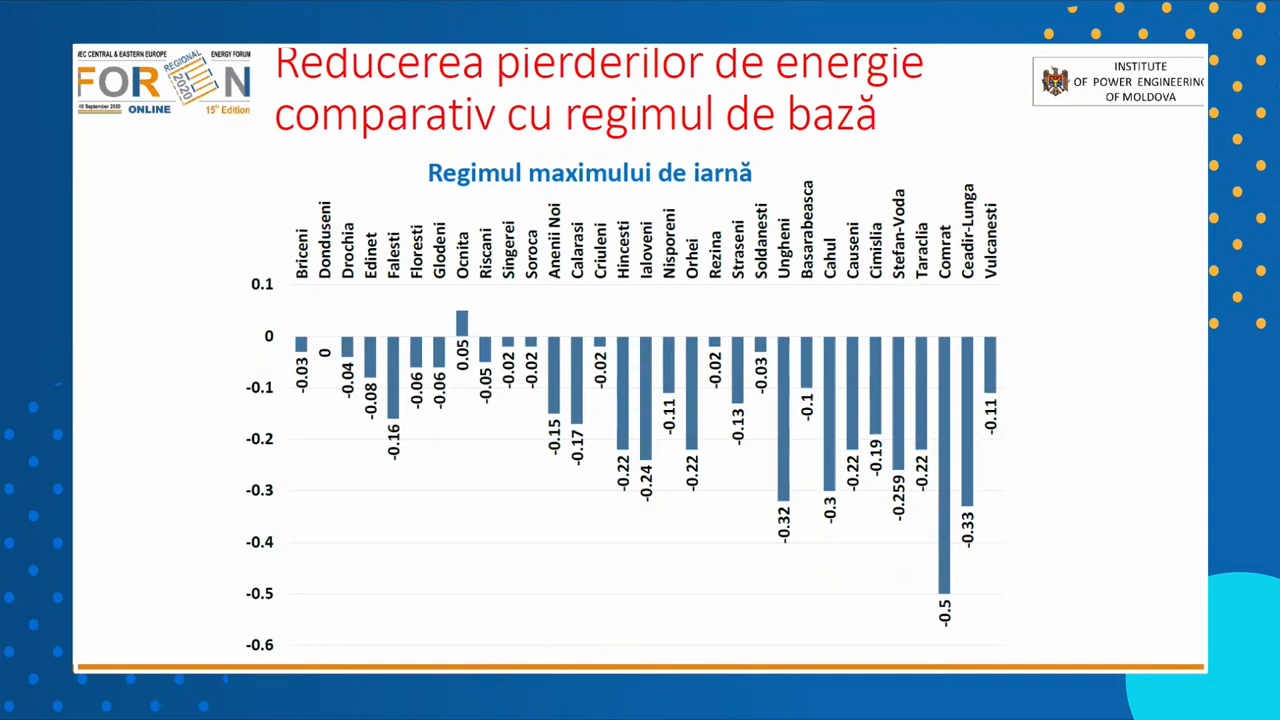 NEC CENTRAL & EASTERN EUROPE
REGIONAL
ENERGY FORUM
FOR
2020
EN
10 September 2020
ONLINE
15th Edition
Reducerea pierderilor de energie
comparativ cu regimul de bază
INSTITUTE
OF POWER ENGINEERING
OF MOLDOVA
Regimul maximului de iarnă
Briceni
Donduseni
Drochia
Edinet
Falesti
Floresti
Glodeni
Ocnita
Riscani
Singerei
Soroca
Anenii Noi
Calarasi
Criuleni
Hincesti
Ialoveni
Nisporeni
Orhei
Rezina
Straseni
Soldanesti
Ungheni
Basarabeasca
Cahul
Causeni
Cimislia
Stefan-Voda
Taraclia
Comrat
Ceadir-Lunga
Vulcanesti
0.1
0
-0.1
-0.2
-0.3
-0.4
-0.5
-0.6
-0.03
0
-0.04
-0.08
-0.16
-0.06
-0.06
0.05
-0.05
-0.02
-0.02
-0.15
-0.17
-0.02
-0.22
-0.24
-0.11
-0.22
-0.02
-0.13
-0.03
-0.32
-0.1
-0.3
-0.22
-0.19
-0.259
-0.22
-0.5
-0.33
-0.11